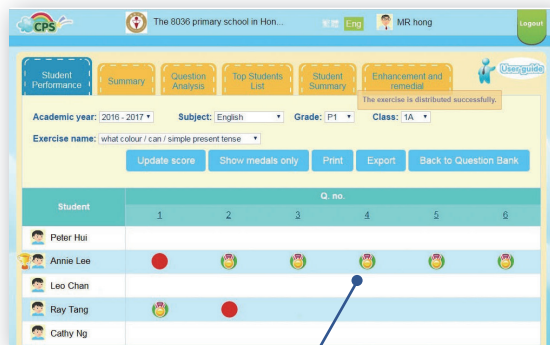 CPS
The 8036 primary school in Hon...
繁體 Eng
MR hong
Logout
Student Performance
Summary
Question Analysis
Top Students List
Student Summary
Enhancement and remedial
User guide
The exercise is distributed successfully.
Academic year: 2016 - 2017 Subject: English Grade: P1 Class: 1A
Exercise name: what colour / can / simple present tense
Update score Show medals only Print Export Back to Question Bank
Student
Q. no.
1 2 3 4 5 6
Peter Hui
Annie Lee
Leo Chan
Ray Tang
Cathy Ng